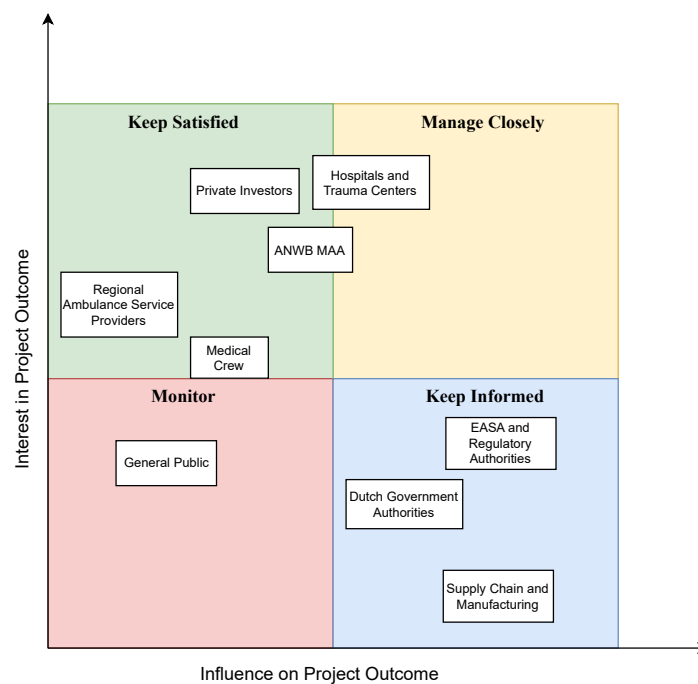 Keep Satisfied
Manage Closely
Private Investors
Hospitals and
Trauma Centers
ANWB MAA
Regional
Ambulance Service
Providers
Medical
Crew
Interest in Project Outcome
Monitor
Keep Informed
General Public
EASA and
Regulatory
Authorities
Dutch Government
Authorities
Supply Chain and
Manufacturing
Influence on Project Outcome